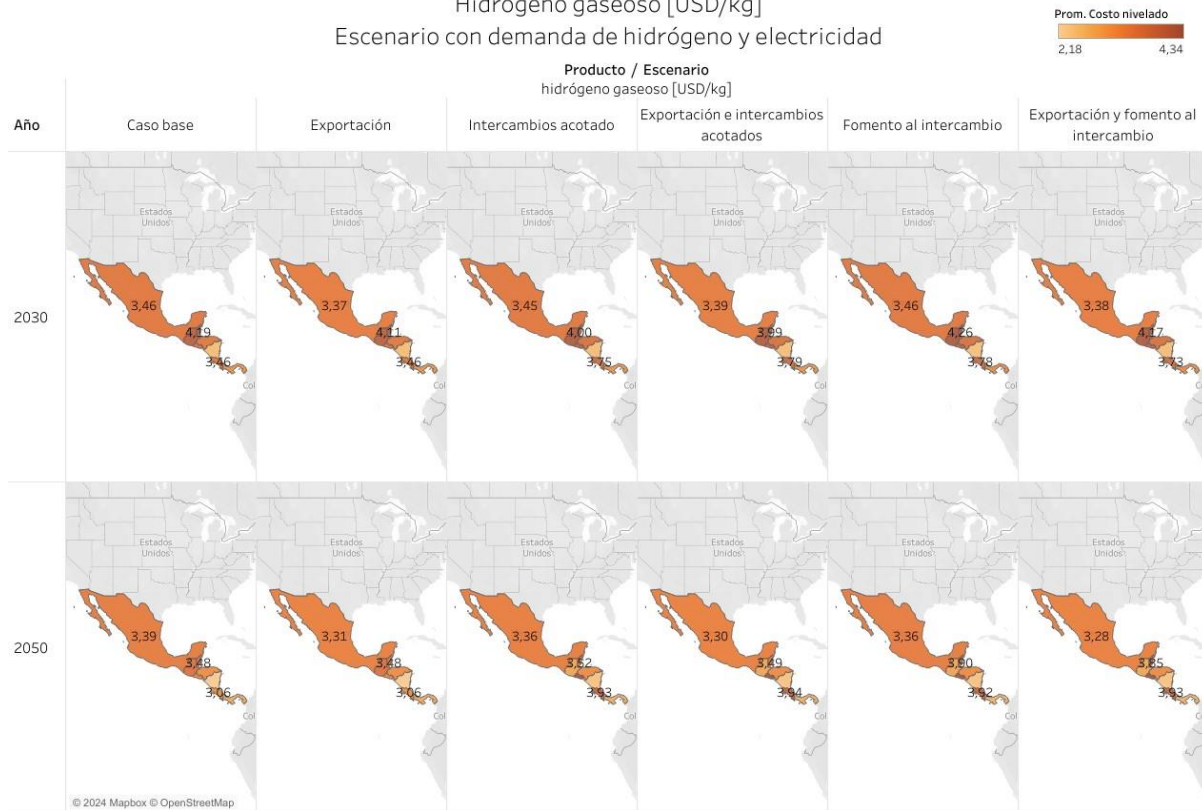 Hidrógeno gaseoso [USD/kg]
Escenario con demanda de hidrógeno y electricidad
Prom. Costo nivelado
2,18 4,34
Producto / Escenario
hidrógeno gaseoso [USD/kg]
Año
Caso base
Exportación
Intercambios acotado
Exportación e intercambios
acotados
Fomento al intercambio
Exportación y fomento al
intercambio
2030
Estados
Unidos
3,46
4,19
3,46
3,37
4,11
3,46
Col
Estados
Unidos
3,45
4,00
3,75
Estados
Unidos
3,39
3,99
3,79
Col
Estados
Unidos
3,46
4,26
3,78
Col
Estados
Unidos
3,38
4,17
3,73
C
2050
Estados
Unidos
3,39
3,48
3,06
Col
3,31
3,48
3,06
Col
Estados
Unidos
3,36
3,52
3,93
Estados
Unidos
3,30
3,49
3,94
Col
Estados
Unidos
3,36
3,90
3,92
Col
Estados
Unidos
3,28
3,85
3,93
C
© 2024 Mapbox © OpenStreetMap